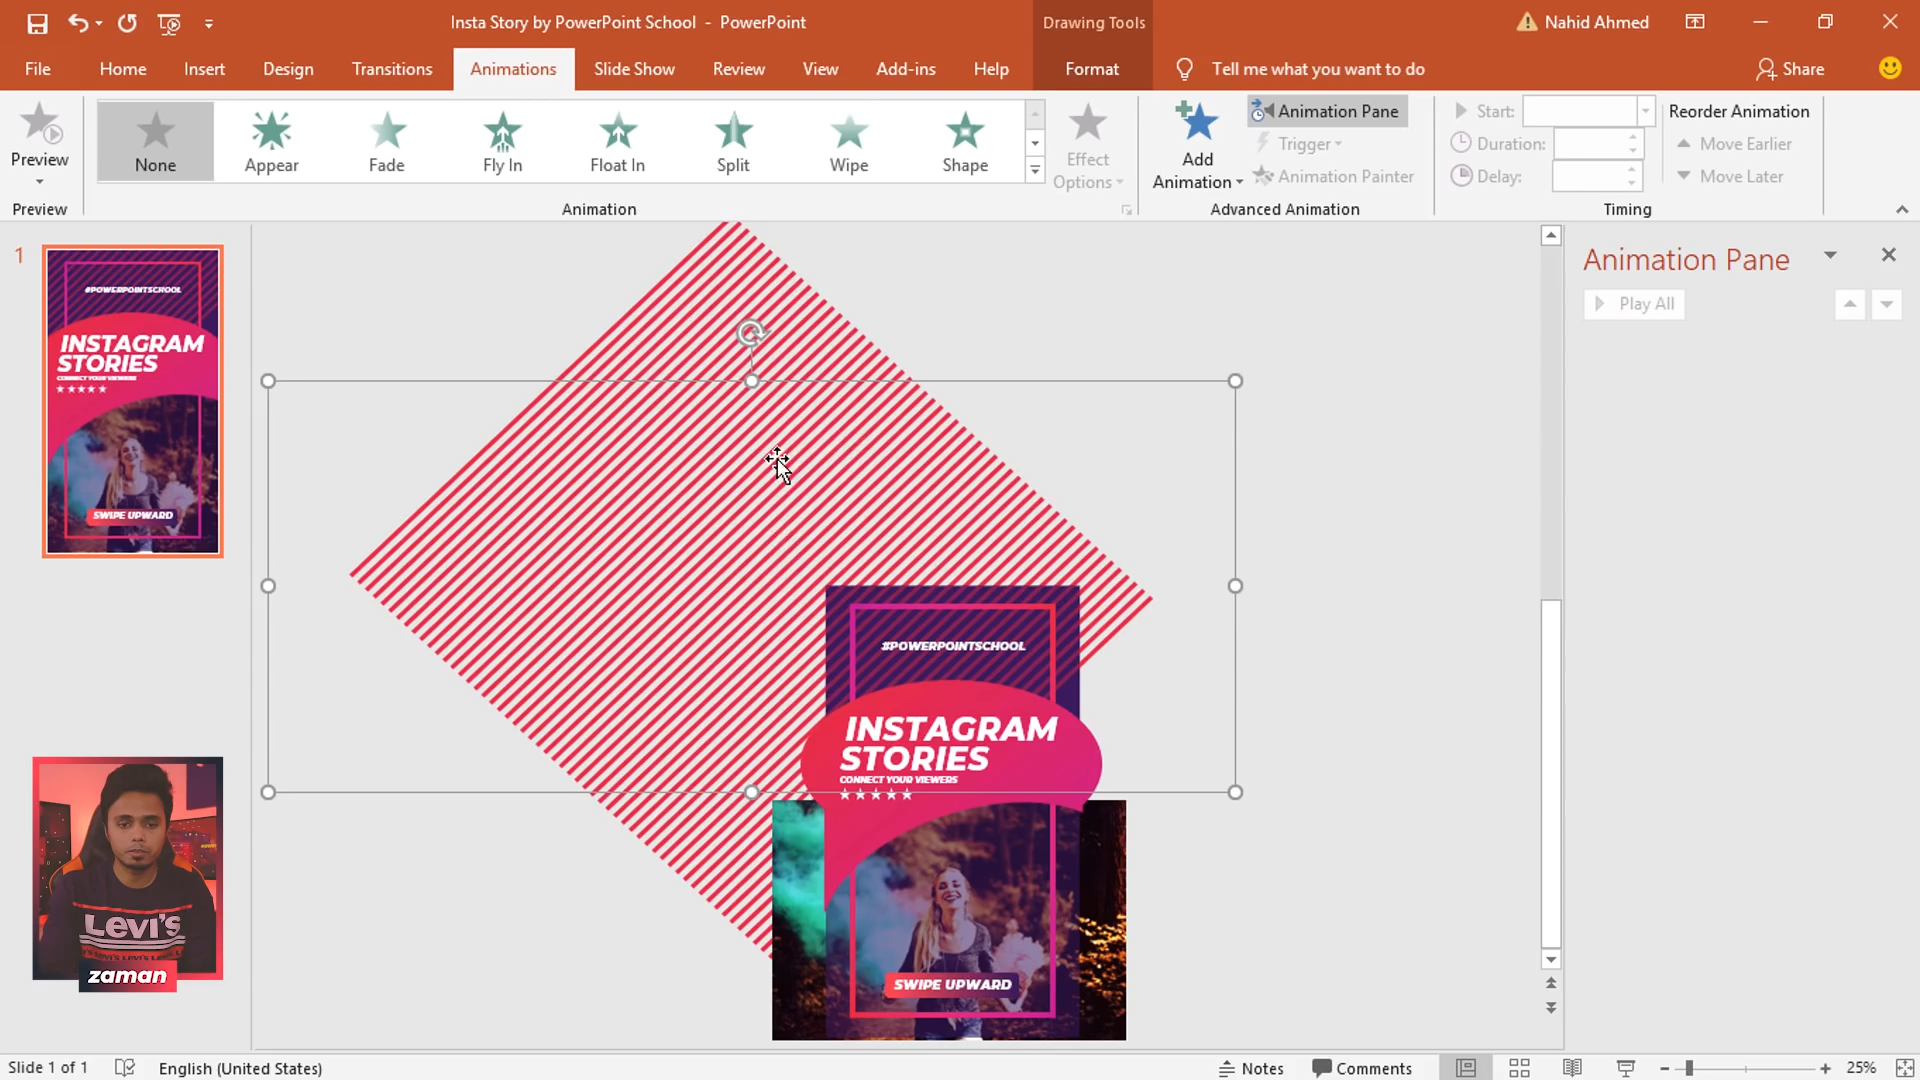 Insta Story by PowerPoint School - PowerPoint
Drawing Tools
Nahid Ahmed
File
Home
Insert
Design
Transitions
Animations
Slide Show
Review
View
Add-ins
Help
Format
Tell me what you want to do
Share
Preview
None
Appear
Fade
Fly In
Float In
Split
Wipe
Shape
Effect
Options
Add
Animation
Animation Pane
Trigger
Animation Painter
Start:
Duration:
Delay:
Reorder Animation
Move Earlier
Move Later
Preview
Animation
Advanced Animation
Timing
1
#POWERPOINTSCHOOL
INSTAGRAM
STORIES
CONNECT YOUR VIEWERS
SWIPE UPWARD
Animation Pane
Play All
#POWERPOINTSCHOOL
INSTAGRAM
STORIES
CONNECT YOUR VIEWERS
SWIPE UPWARD
LEVI'S
zaman
Slide 1 of 1
English (United States)
Notes
Comments
25%